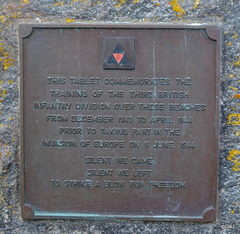 THIS TABLET COMMEMORATES THE
TRAINING OF THE THIRD BRITISH
INFANTRY DIVISION OVER THESE BEACHES
FROM DECEMBER 1943 TO APRIL 1944
PRIOR TO TAKING PART IN THE
INVASION OF EUROPE ON 6 JUNE 1944
SILENT WE CAME
SILENT WE LEFT
TO STRIKE A BLOW FOR FREEDOM